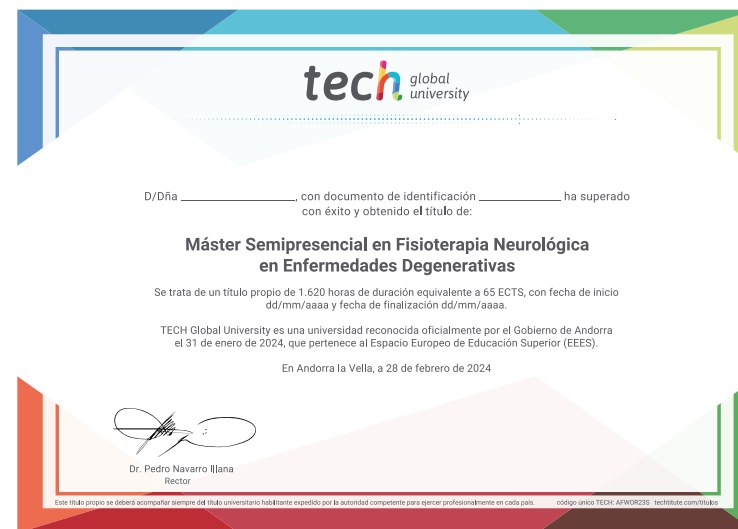 tech global
university
D/Dña ____________________, con documento de identificación ______________ ha superado
con éxito y obtenido el título de:
Máster Semipresencial en Fisioterapia Neurológica
en Enfermedades Degenerativas
Se trata de un título propio de 1.620 horas de duración equivalente a 65 ECTS, con fecha de inicio
dd/mm/aaaa y fecha de finalización dd/mm/aaaa.
TECH Global University es una universidad reconocida oficialmente por el Gobierno de Andorra
el 31 de enero de 2024, que pertenece al Espacio Europeo de Educación Superior (EEES).
En Andorra la Vella, a 28 de febrero de 2024
Dr. Pedro Navarro Illana
Rector
Este título propio se deberá acompañar siempre del título universitario habilitante expedido por la autoridad competente para ejercer profesionalmente en cada país. código único TECH: AFWOR23S techtitute.com/titulos